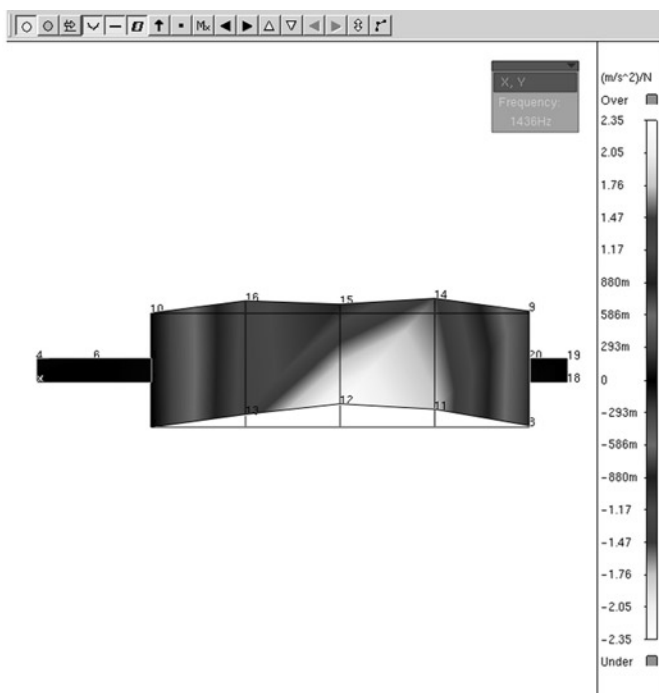 Mx
X, Y
Frequency:
1436Hz
(m/s^2)/N
Over
2.35
2.05
1.76
1.47
1.17
880m
586m
293m
0
-293m
-586m
-880m
-1.17
-1.47
-1.76
-2.05
-2.35
Under
10 16 15 14 9
4 6 20 19
x 18
13 12 11 8